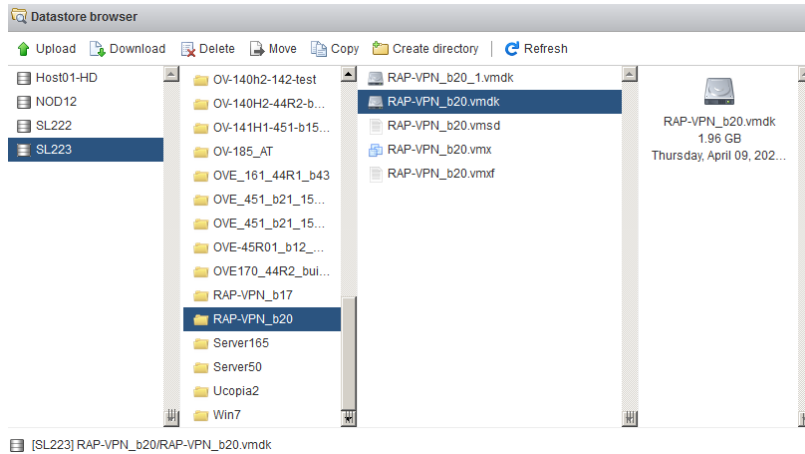 Datastore browser
Upload Download Delete Move Copy Create directory Refresh
Host01-HD
NOD12
SL222
SL223
OV-140h2-142-test
OV-140H2-44R2-b...
OV-141H1-451-b15...
OV-185_AT
OVE_161_44R1_b43
OVE_451_b21_15...
OVE_451_b21_15...
OVE-45R01_b12_...
OVE170_44R2_bui...
RAP-VPN_b17
RAP-VPN_b20
Server165
Server50
Ucopia2
Win7
RAP-VPN_b20_1.vmdk
RAP-VPN_b20.vmdk
RAP-VPN_b20.vmsd
RAP-VPN_b20.vmx
RAP-VPN_b20.vmxf
RAP-VPN_b20.vmdk
1.96 GB
Thursday, April 09, 202...
[SL223] RAP-VPN_b20/RAP-VPN_b20.vmdk